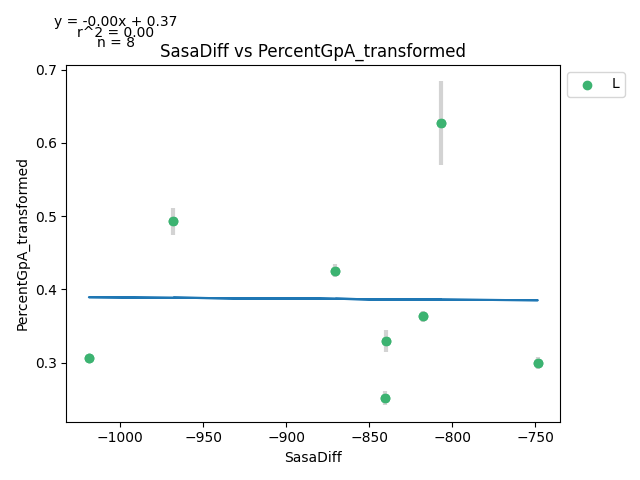 y = -0.00x + 0.37
r^2 = 0.00
n = 8
SasaDiff vs PercentGpA_transformed
L
PercentGpA_transformed
0.7
0.6
0.5
0.4
0.3
−1000
−950
−900
−850
−800
−750
SasaDiff